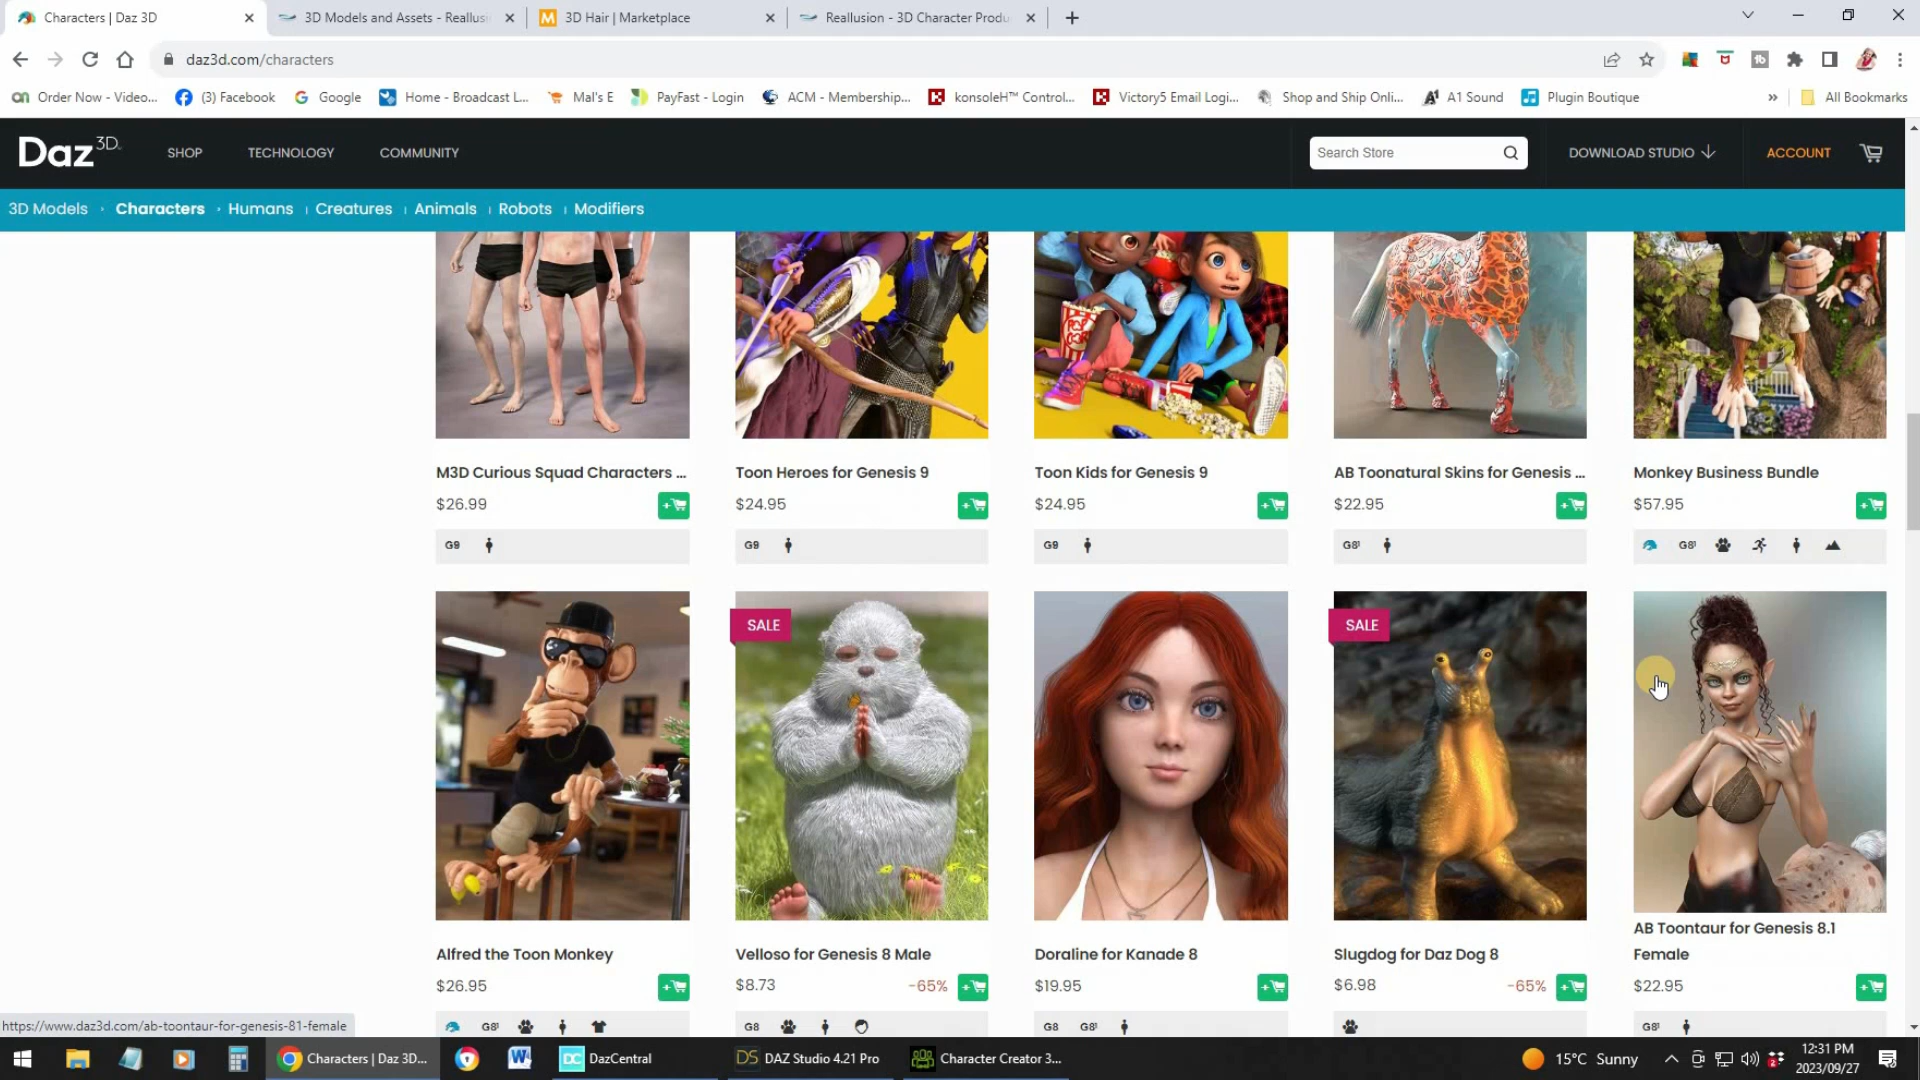 Characters | Daz 3D
3D Models and Assets - Reallus
3D Hair | Marketplace
Reallusion - 3D Character Produ
daz3d.com/characters
Order Now - Video...
(3) Facebook
Google
Home - Broadcast L...
Mal's E
PayFast - Login
ACM - Membership...
konsoleH™ Control...
Victory5 Email Logi...
Shop and Ship Onli...
A1 Sound
Plugin Boutique
»
All Bookmarks
Daz 3D
SHOP
TECHNOLOGY
COMMUNITY
Search Store
DOWNLOAD STUDIO
ACCOUNT
3D Models
Characters
Humans
Creatures
Animals
Robots
Modifiers
M3D Curious Squad Characters ...
Toon Heroes for Genesis 9
Toon Kids for Genesis 9
AB Toonatural Skins for Genesis ...
Monkey Business Bundle
$26.99
$24.95
$24.95
$22.95
$57.95
G9
G9
G9
G8¹
G8¹
SALE
SALE
Alfred the Toon Monkey
Velloso for Genesis 8 Male
Doraline for Kanade 8
Slugdog for Daz Dog 8
AB Toontaur for Genesis 8.1
Female
$26.95
$8.73
-65%
$19.95
$6.98
-65%
$22.95
https://www.daz3d.com/ab-toontaur-for-genesis-81-female
G8¹
G8
G8
G8¹
G8¹
Characters | Daz 3D...
DazCentral
DAZ Studio 4.21 Pro
Character Creator 3...
15°C Sunny
12:31 PM
2023/09/27